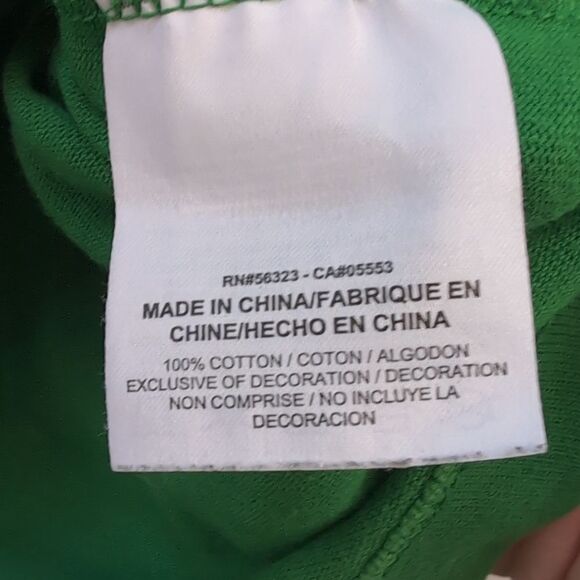 RN#56323 - CA#05553
MADE IN CHINA/FABRIQUE EN
CHINE/HECHO EN CHINA
100% COTTON / COTON / ALGODON
EXCLUSIVE OF DECORATION / DECORATION
NON COMPRISE / NO INCLUYE LA
DECORACION